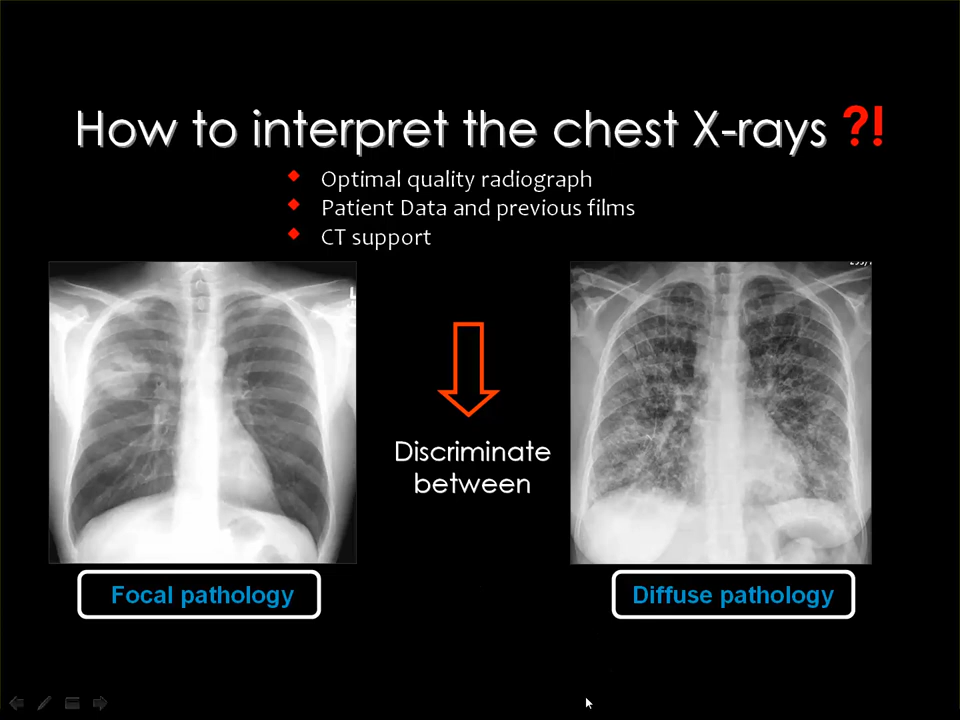 How to interpret the chest X-rays ?!
Optimal quality radiograph
Patient Data and previous films
CT support
L
Discriminate
between
Focal pathology
Diffuse pathology